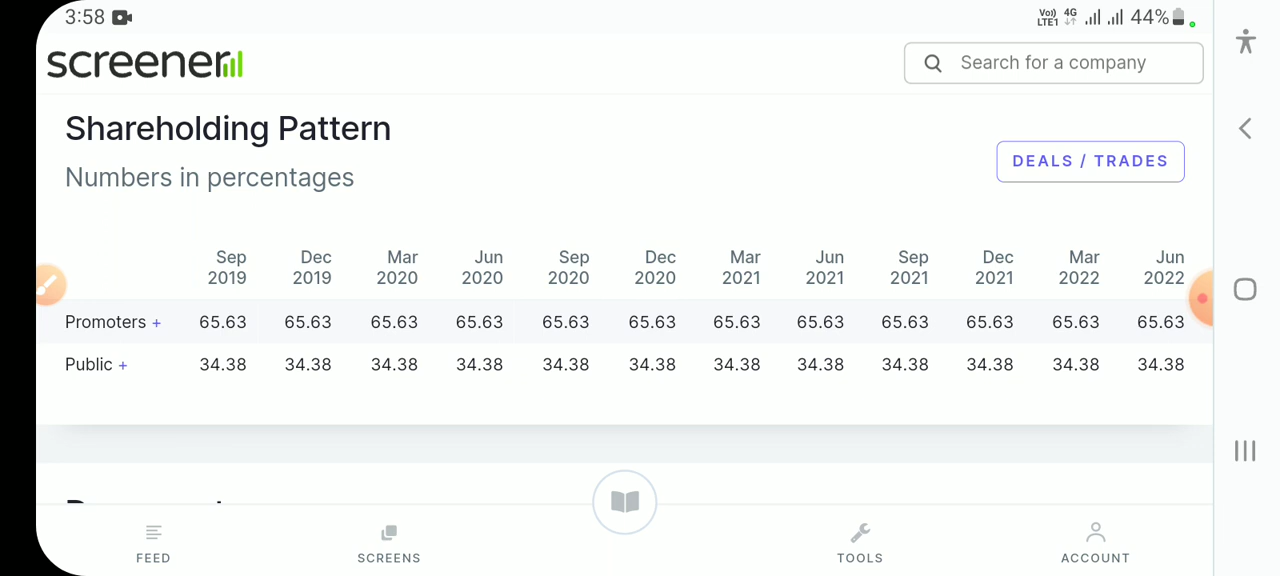 3:58 Vo)) LTE1 4G 44%
screener Search for a company
Shareholding Pattern
DEALS / TRADES
Numbers in percentages
Sep 2019 Dec 2019 Mar 2020 Jun 2020 Sep 2020 Dec 2020 Mar 2021 Jun 2021 Sep 2021 Dec 2021 Mar 2022 Jun 2022
Promoters + 65.63 65.63 65.63 65.63 65.63 65.63 65.63 65.63 65.63 65.63 65.63 65.63
Public + 34.38 34.38 34.38 34.38 34.38 34.38 34.38 34.38 34.38 34.38 34.38 34.38
FEED SCREENS TOOLS ACCOUNT